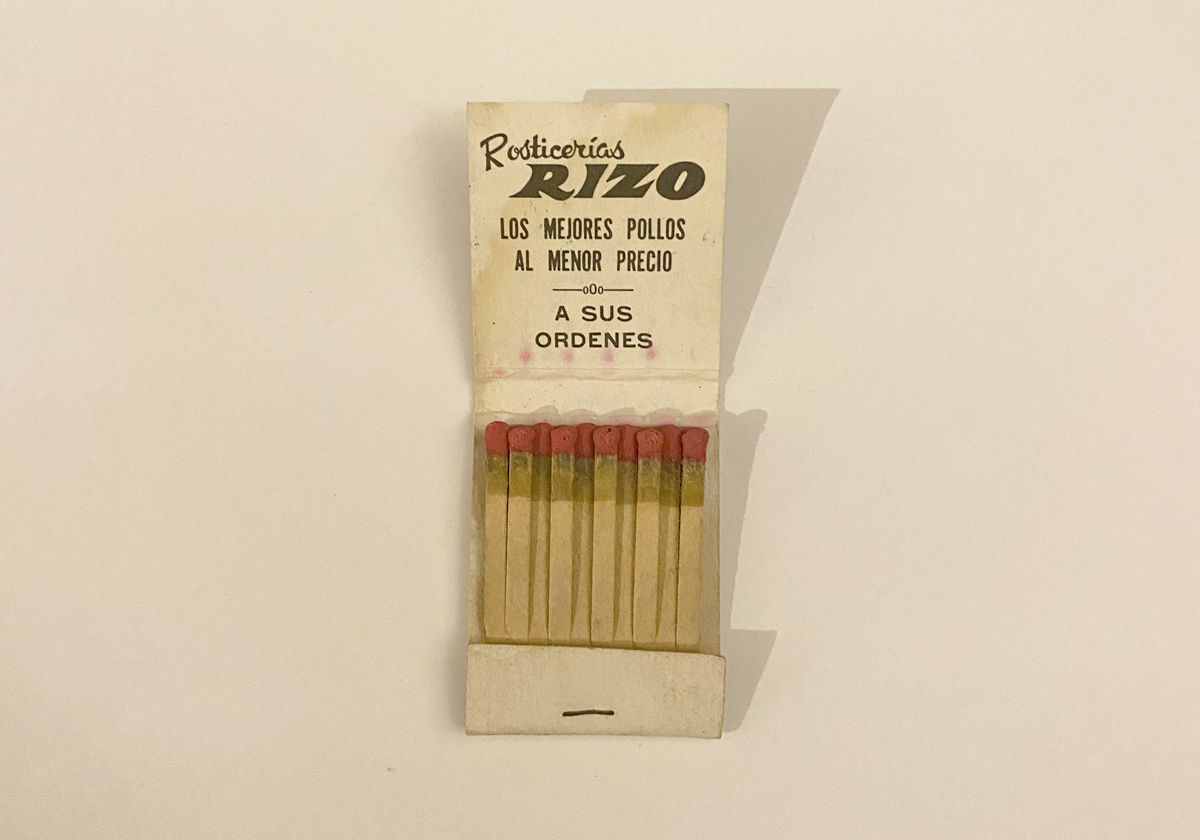 Rosticerías
RIZO
LOS MEJORES POLLOS
AL MENOR PRECIO
oOo
A SUS
ORDENES